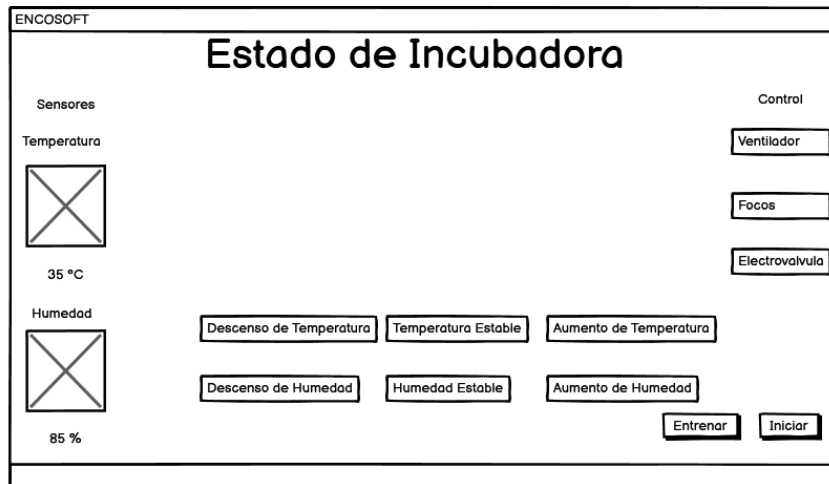 ENCOSOFT
Estado de Incubadora
Sensores
Control
Temperatura
Ventilador
Focos
Electrovalvula
35 °C
Humedad
Descenso de Temperatura
Temperatura Estable
Aumento de Temperatura
Descenso de Humedad
Humedad Estable
Aumento de Humedad
85 %
Entrenar
Iniciar